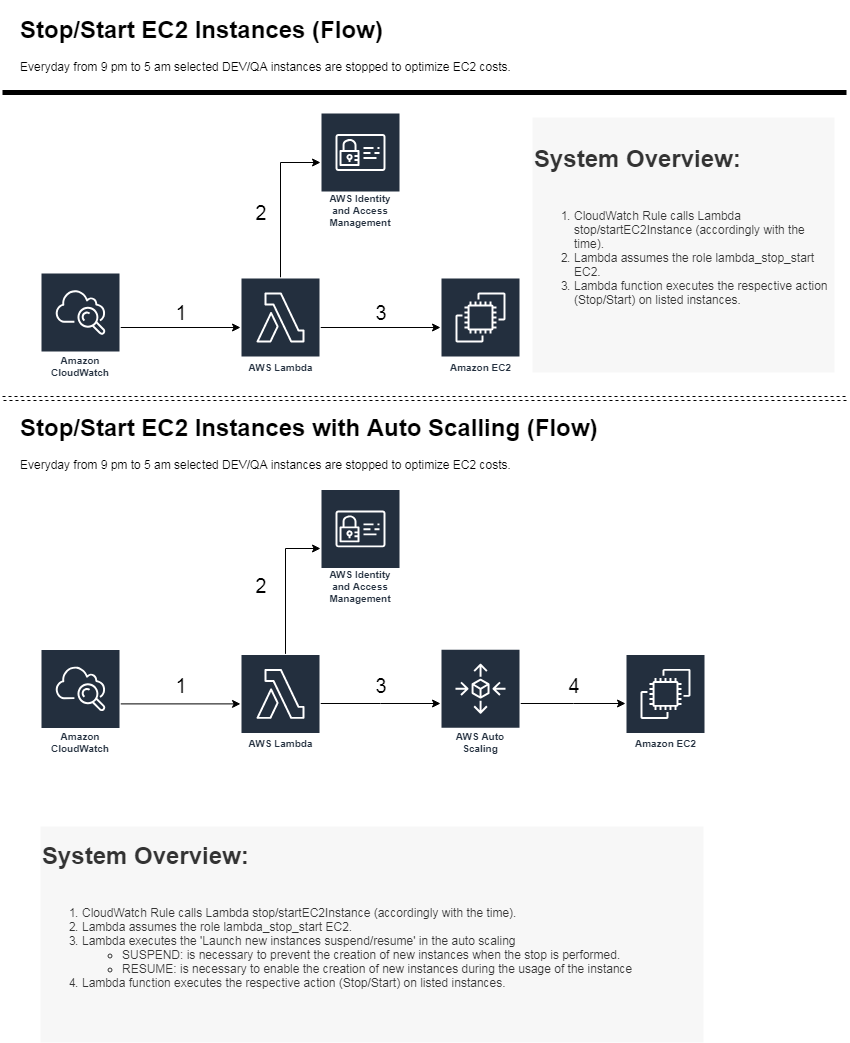 Stop/Start EC2 Instances (Flow)
Everyday from 9 pm to 5 am selected DEV/QA instances are stopped to optimize EC2 costs.
AWS Identity
and Access
Management
2
1
3
Amazon
CloudWatch
AWS Lambda
Amazon EC2
System Overview:
1. CloudWatch Rule calls Lambda
stop/startEC2Instance (accordingly with the
time).
2. Lambda assumes the role lambda_stop_start
EC2.
3. Lambda function executes the respective action
(Stop/Start) on listed instances.
Stop/Start EC2 Instances with Auto Scalling (Flow)
Everyday from 9 pm to 5 am selected DEV/QA instances are stopped to optimize EC2 costs.
AWS Identity
and Access
Management
2
1
3
4
Amazon
CloudWatch
AWS Lambda
AWS Auto
Scaling
Amazon EC2
System Overview:
1. CloudWatch Rule calls Lambda stop/startEC2Instance (accordingly with the time).
2. Lambda assumes the role lambda_stop_start EC2.
3. Lambda executes the 'Launch new instances suspend/resume' in the auto scaling
○ SUSPEND: is necessary to prevent the creation of new instances when the stop is performed.
○ RESUME: is necessary to enable the creation of new instances during the usage of the instance
4. Lambda function executes the respective action (Stop/Start) on listed instances.